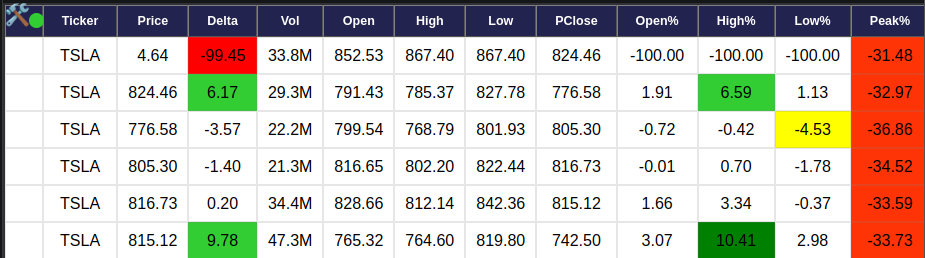 Ticker Price Delta Vol Open High Low PClose Open% High% Low% Peak%
TSLA 4.64 -99.45 33.8M 852.53 867.40 867.40 824.46 -100.00 -100.00 -100.00 -31.48
TSLA 824.46 6.17 29.3M 791.43 785.37 827.78 776.58 1.91 6.59 1.13 -32.97
TSLA 776.58 -3.57 22.2M 799.54 768.79 801.93 805.30 -0.72 -0.42 -4.53 -36.86
TSLA 805.30 -1.40 21.3M 816.65 802.20 822.44 816.73 -0.01 0.70 -1.78 -34.52
TSLA 816.73 0.20 34.4M 828.66 812.14 842.36 815.12 1.66 3.34 -0.37 -33.59
TSLA 815.12 9.78 47.3M 765.32 764.60 819.80 742.50 3.07 10.41 2.98 -33.73